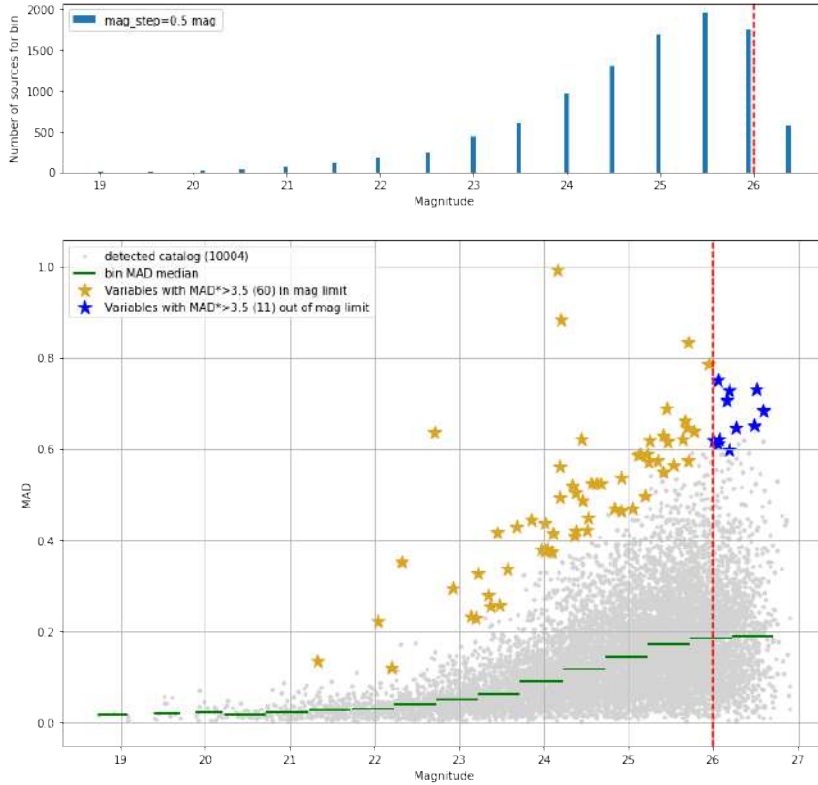 2000
1500
1000
500
0
Number of sources for bin
mag_step=0.5 mag
19 20 21 22 23 24 25 26
Magnitude
1.0
0.8
0.6
0.4
0.2
0.0
MAD
detected catalog (10004)
bin MAD median
Variables with MAD*>3.5 (60) in mag limit
Variables with MAD*>3.5 (11) out of mag limit
19 20 21 22 23 24 25 26 27
Magnitude